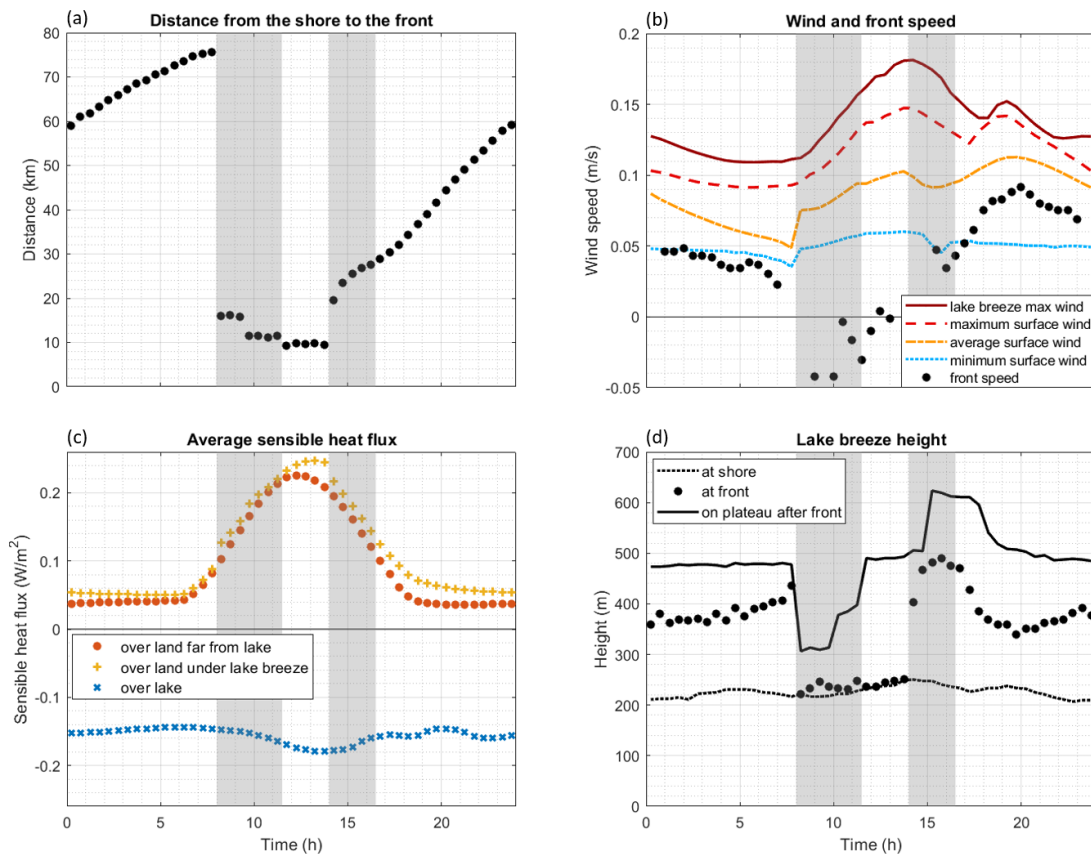 (a)
Distance from the shore to the front
80
70
60
50
40
30
20
10
0
Distance (km)
0
5
10
15
20
(b)
Wind and front speed
0.2
0.15
0.1
0.05
0
-0.05
Wind speed (m/s)
lake breeze max wind
maximum surface wind
average surface wind
minimum surface wind
front speed
0
5
10
15
20
(c)
Average sensible heat flux
0.2
0.1
0
-0.1
-0.2
Sensible heat flux (W/m²)
over land far from lake
over land under lake breeze
over lake
0
5
10
15
20
Time (h)
(d)
Lake breeze height
700
600
500
400
300
200
100
0
Height (m)
at shore
at front
on plateau after front
0
5
10
15
20
Time (h)